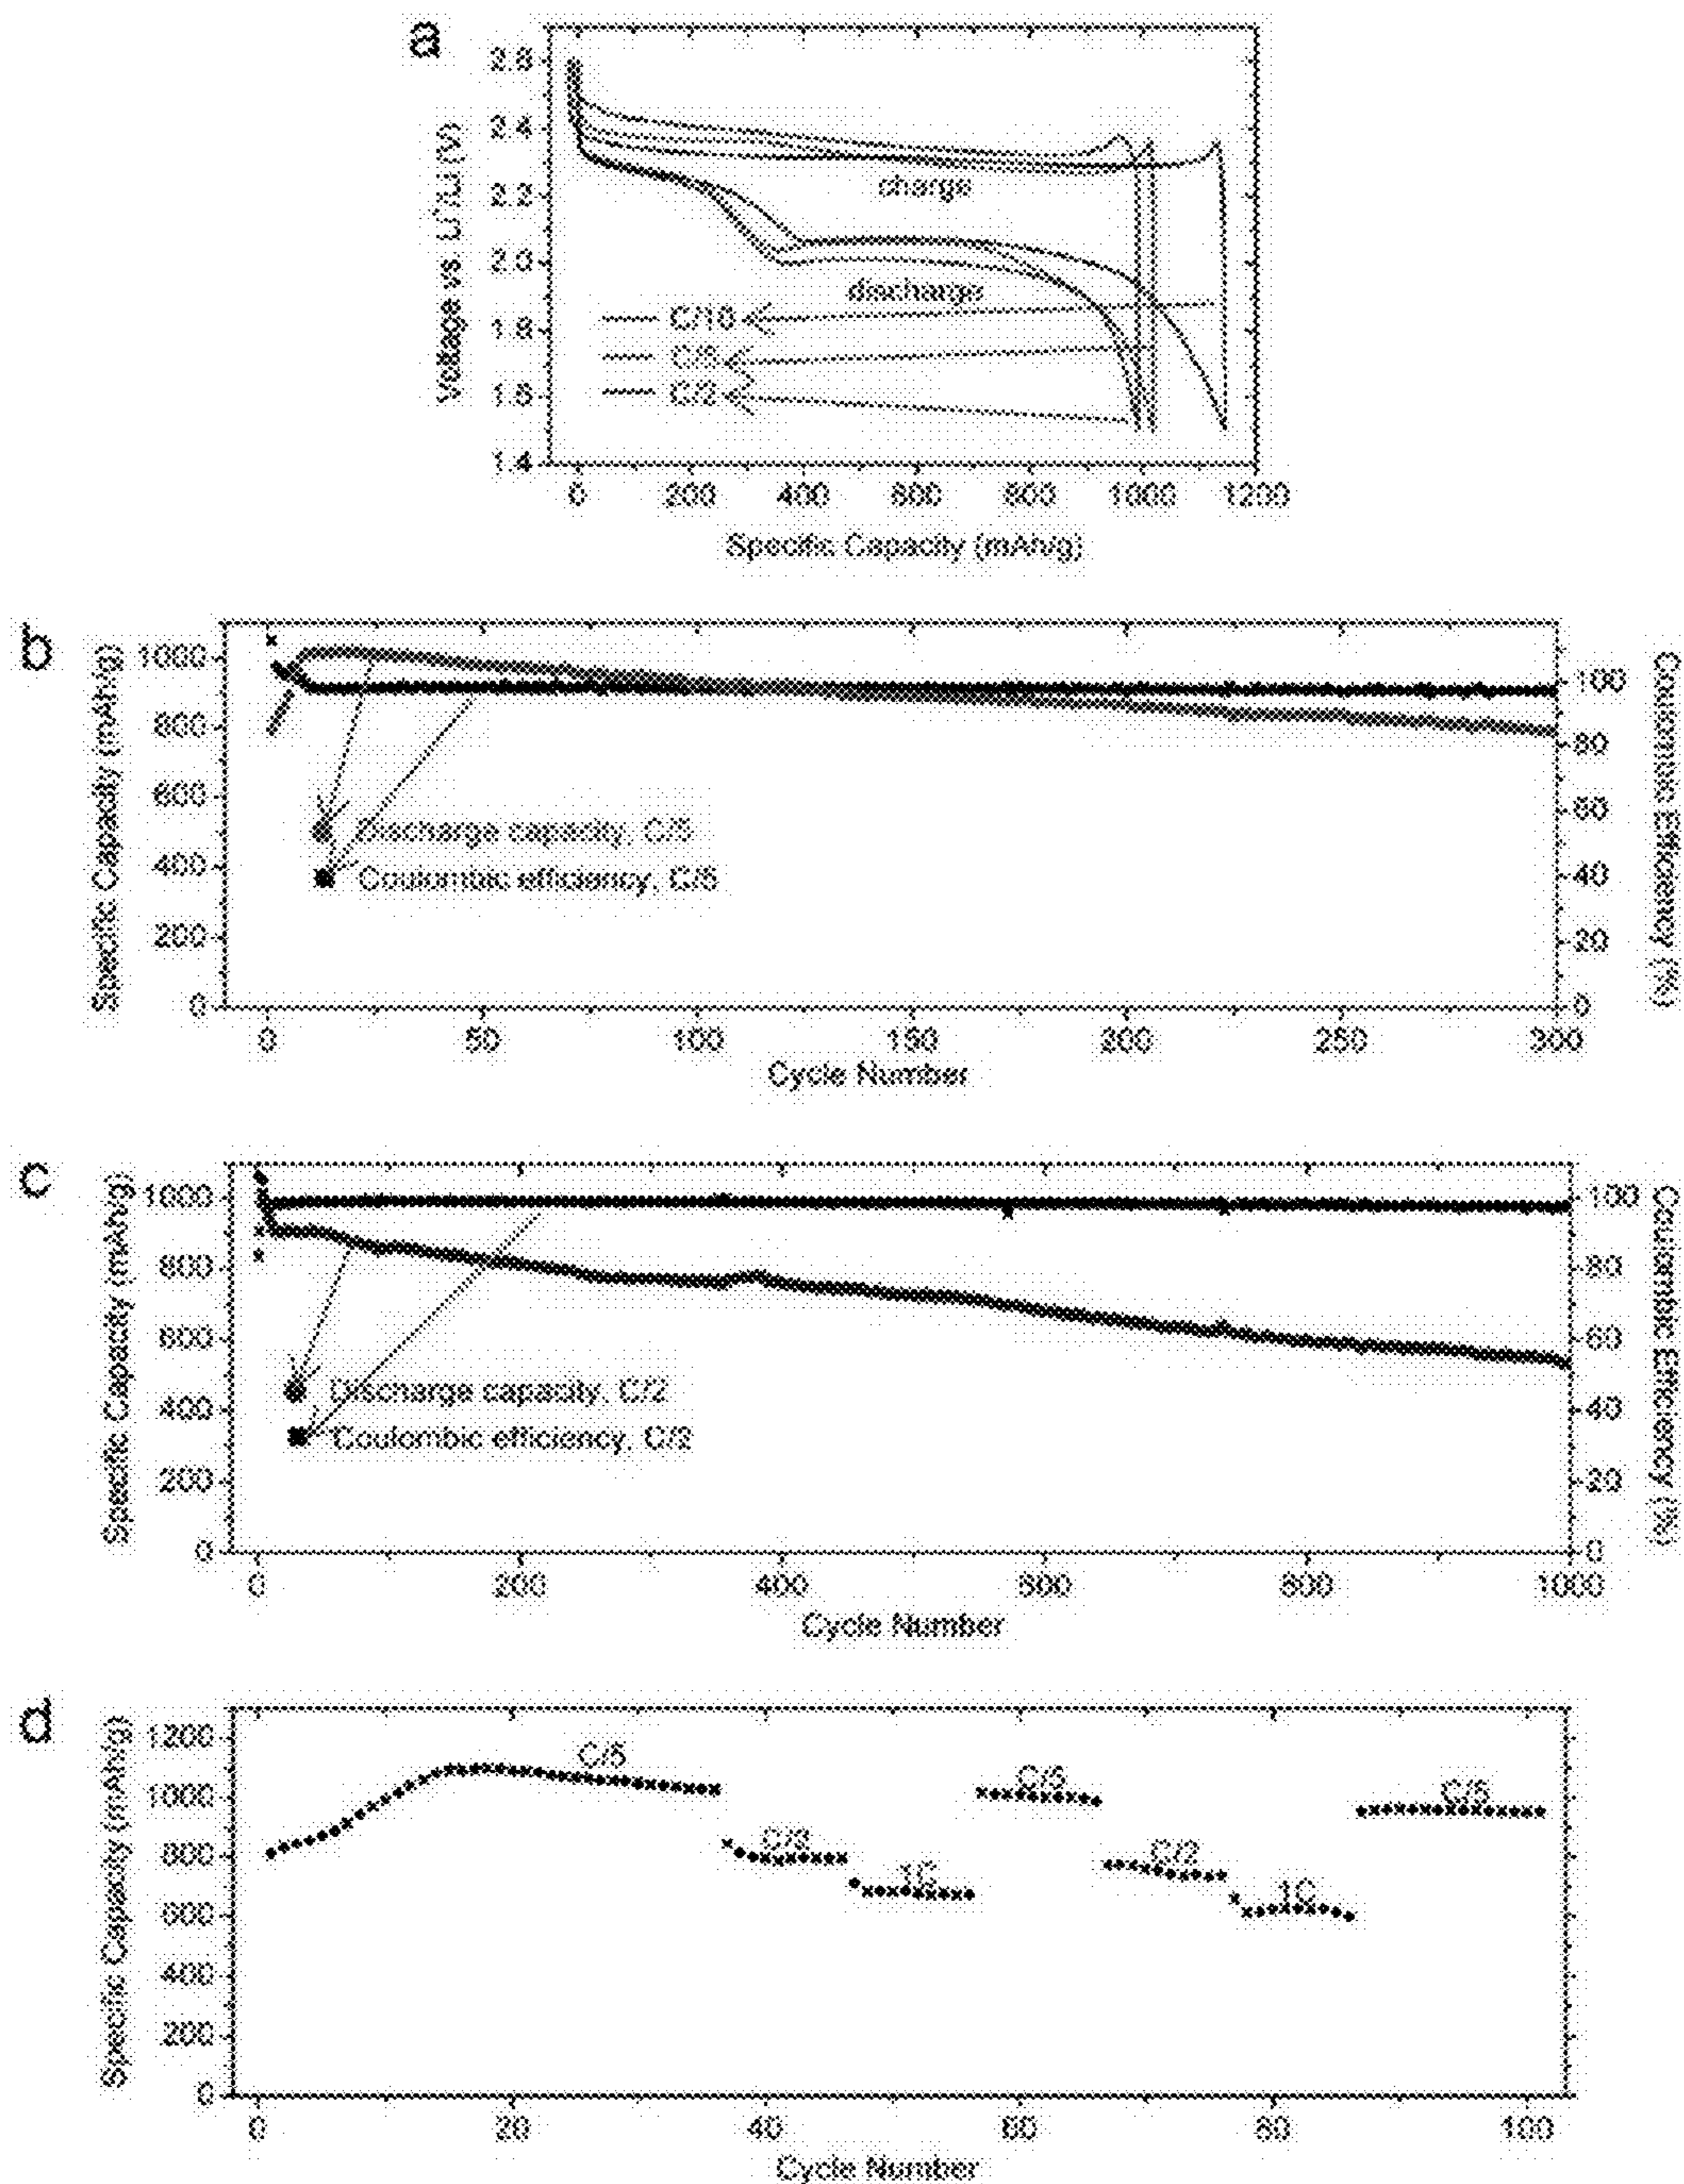 a
2.8
2.4
2.2
2.0
1.8
1.6
1.4
Voltage vs
charge
discharge
C/10
C/5
C/2
0 200 400 600 800 1000 1200
Specific Capacity (mAh/g)
b
Specific Capacity (mAh/g)
1000
800
600
400
200
0
100
80
60
40
20
0
Coulombic Efficiency (%)
Discharge capacity, C/5
Coulombic efficiency, C/5
0 50 100 150 200 250 300
Cycle Number
c
Specific Capacity (mAh/g)
1000
800
600
400
200
0
100
80
60
40
20
0
Coulombic Efficiency (%)
Discharge capacity, C/2
Coulombic efficiency, C/2
0 200 400 600 800 1000
Cycle Number
d
Specific Capacity (mAh/g)
1200
1000
800
600
400
200
0
C/5
C/2
1C
C/5
C/2
1C
C/5
0 20 40 60 80 100
Cycle Number